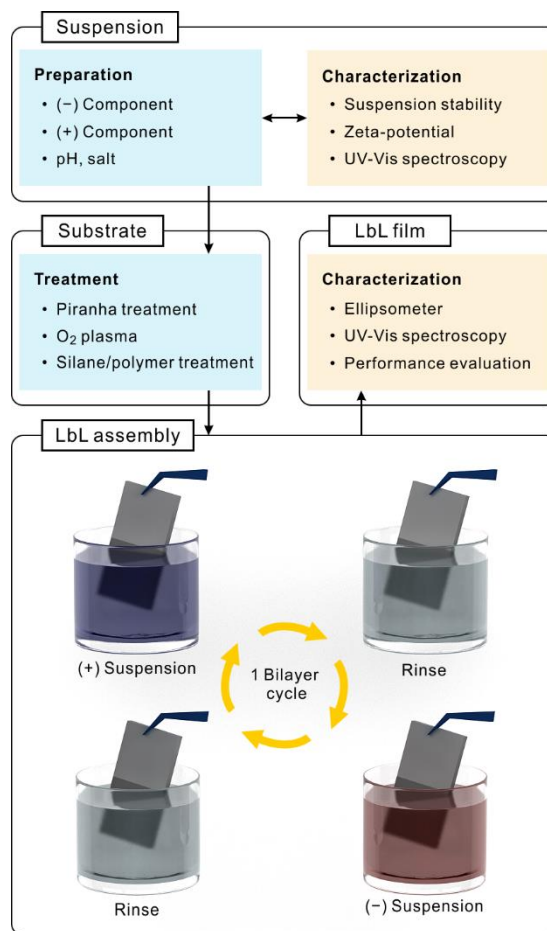 Suspension
Preparation
• (−) Component
• (+) Component
• pH, salt
Characterization
• Suspension stability
• Zeta-potential
• UV-Vis spectroscopy
Substrate
Treatment
• Piranha treatment
• O₂ plasma
• Silane/polymer treatment
LbL film
Characterization
• Ellipsometer
• UV-Vis spectroscopy
• Performance evaluation
LbL assembly
(+) Suspension
Rinse
1 Bilayer
cycle
Rinse
(−) Suspension